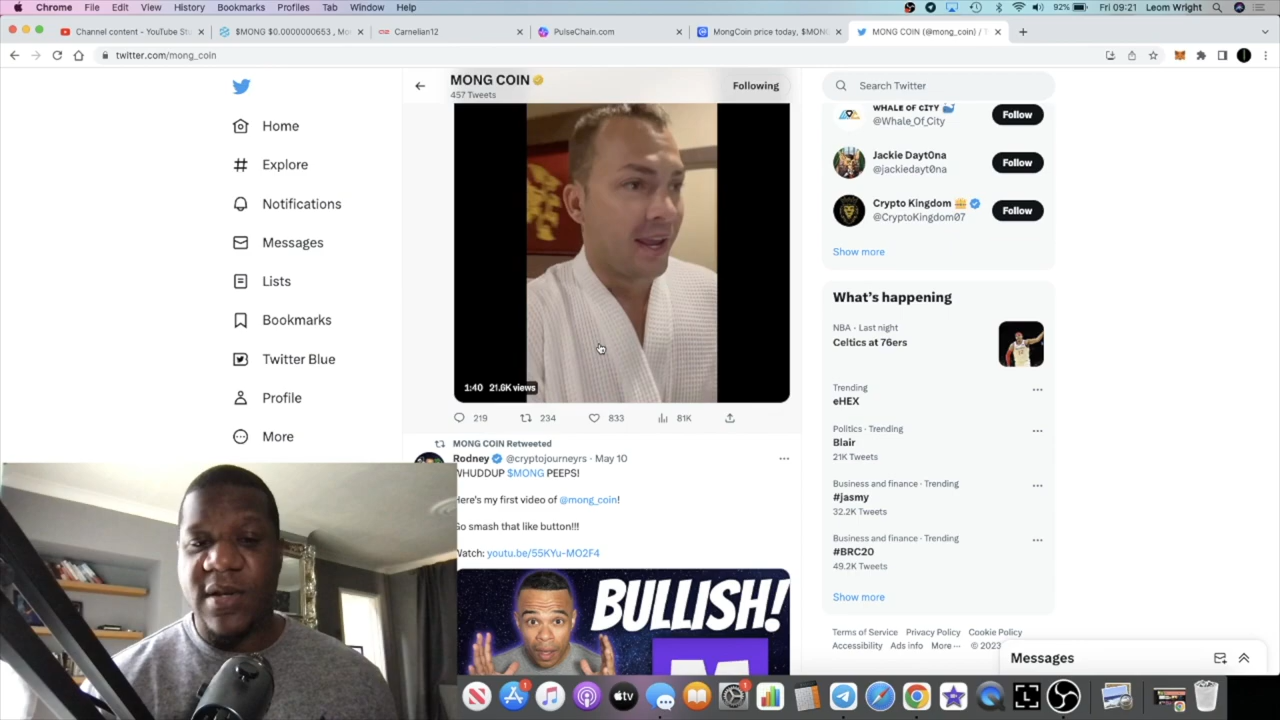 Chrome File Edit View History Bookmarks Profiles Tab Window Help 92% Fri 09:21 Leom Wright
Channel content - YouTube St
$MONG $0.0000000653 , Mo
Carnelian12
PulseChain.com
MongCoin price today, $MON
MONG COIN (@mong_coin) /
twitter.com/mong_coin
MONG COIN
457 Tweets
Following
Home
Explore
Notifications
Messages
Lists
Bookmarks
Twitter Blue
Profile
More
1:40 21.6K views
219 234 833 81K
MONG COIN Retweeted
Rodney @cryptojourneyrs · May 10
WHUDDUP $MONG PEEPS!
Here's my first video of @mong_coin!
Go smash that like button!!!
Watch: youtu.be/55KYu-MO2F4
BULLISH!
Search Twitter
WHALE OF CITY
@Whale_Of_City
Follow
Jackie Dayt0na
@jackiedayt0na
Follow
Crypto Kingdom
@CryptoKingdom07
Follow
Show more
What's happening
NBA · Last night
Celtics at 76ers
Trending
eHEX
Politics · Trending
Blair
21K Tweets
Business and finance · Trending
#jasmy
32.2K Tweets
Business and finance · Trending
#BRC20
49.2K Tweets
Show more
Terms of Service Privacy Policy Cookie Policy
Accessibility Ads info More ··· © 2023
Messages
tv